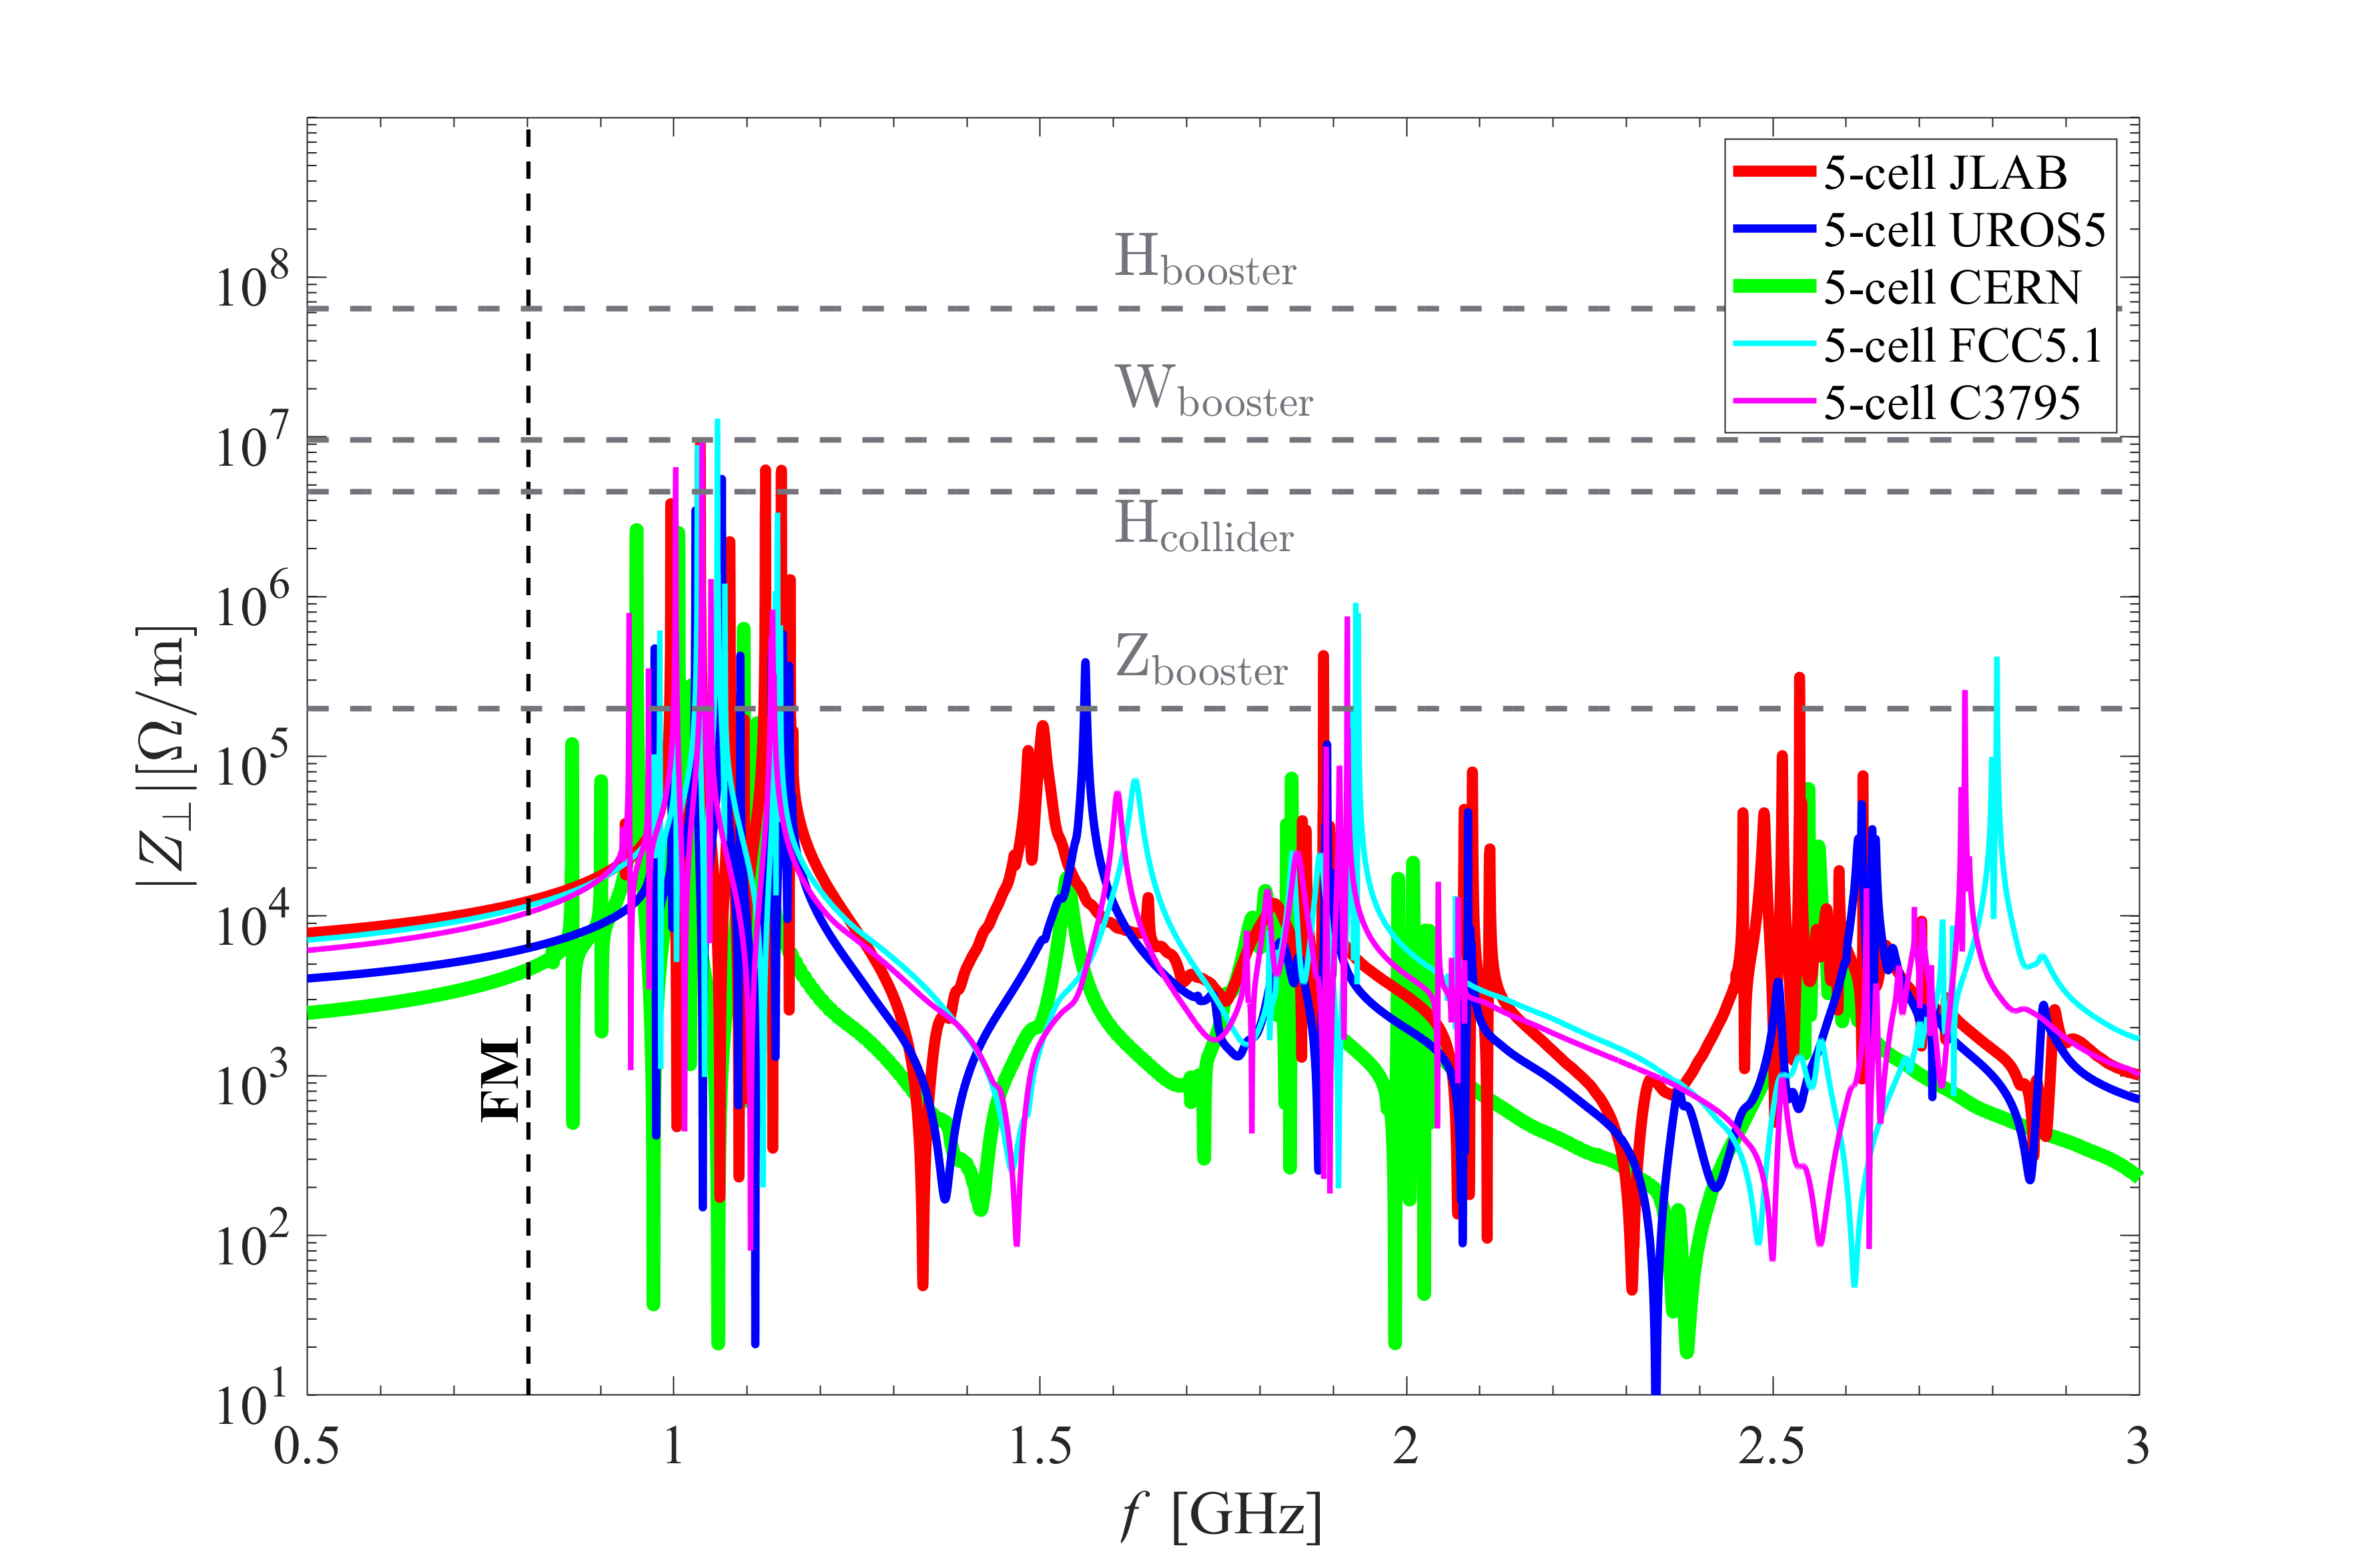 5-cell JLAB
5-cell UROS5
5-cell CERN
5-cell FCC5.1
5-cell C3795
H_booster
W_booster
H_collider
Z_booster
FM
|Z_⊥|[Ω/m]
10^8
10^7
10^6
10^5
10^4
10^3
10^2
10^1
0.5 1 1.5 2 2.5 3
f [GHz]